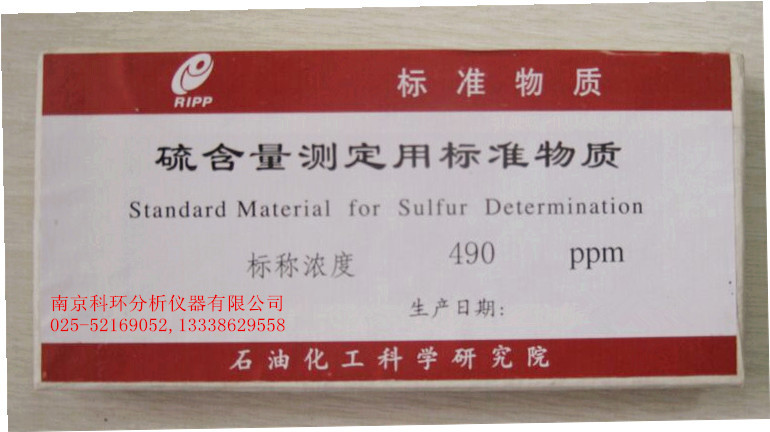 RIPP
标准物质
硫含量测定用标准物质
Standard Material for Sulfur Determination
标称浓度 490 ppm
南京科环分析仪器有限公司
025-52169052,13338629558
生产日期:
石油化工科学研究院